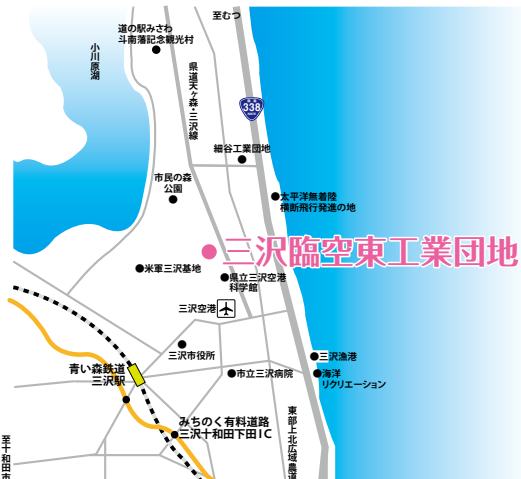 至むつ
道の駅みさわ
斗南藩記念観光村
小川原湖
県道天ヶ森・三沢線
338
細谷工業団地
市民の森
公園
太平洋無着陸
横断飛行発進の地
三沢臨空東工業団地
米軍三沢基地
県立三沢空港
科学館
三沢空港
三沢市役所
三沢漁港
青い森鉄道
三沢駅
市立三沢病院
海洋
リクリエーション
みちのく有料道路
三沢十和田下田IC
東部上北広域農道
至十和田市